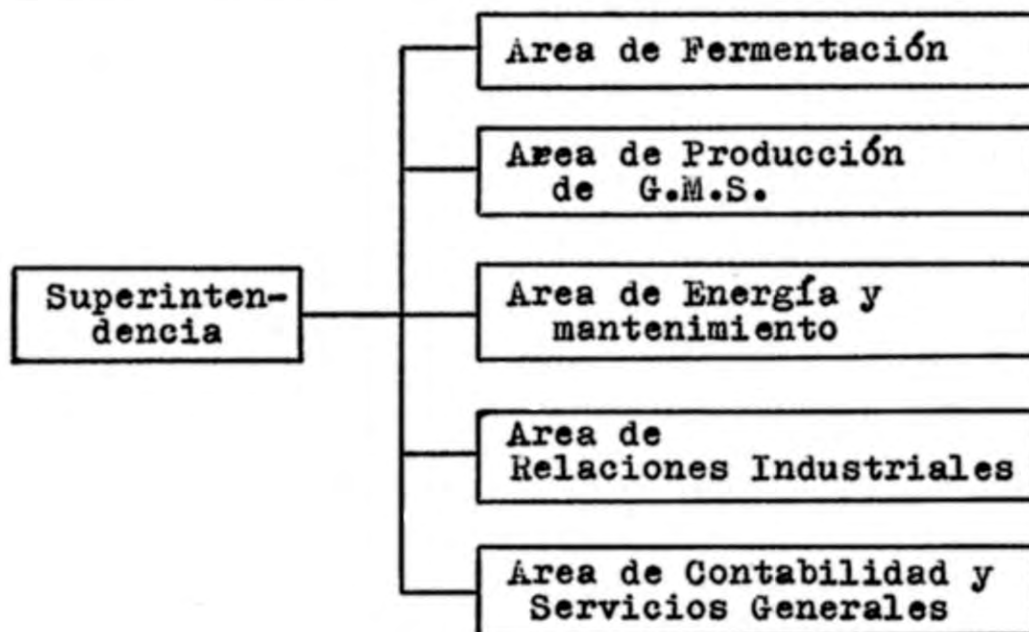 Area de Fermentación
Area de Producción
de G.M.S.
Superinten-
dencia
Area de Energía y
mantenimiento
Area de
Relaciones Industriales
Area de Contabilidad y
Servicios Generales